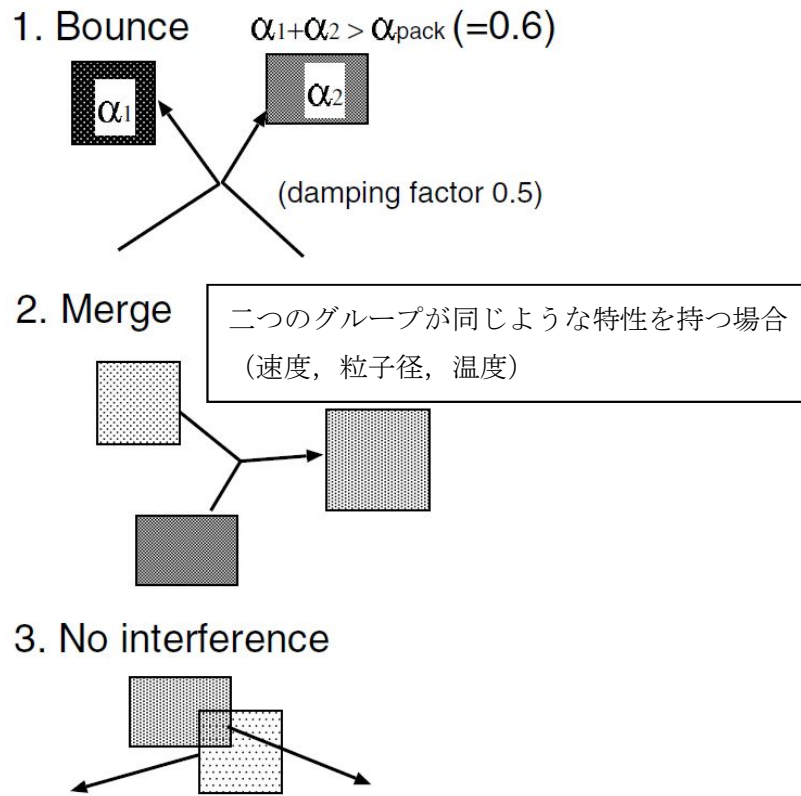 1. Bounce α1+α2 > αpack (=0.6)
α1 α2
(damping factor 0.5)
2. Merge
二つのグループが同じような特性を持つ場合
（速度，粒子径，温度）
3. No interference